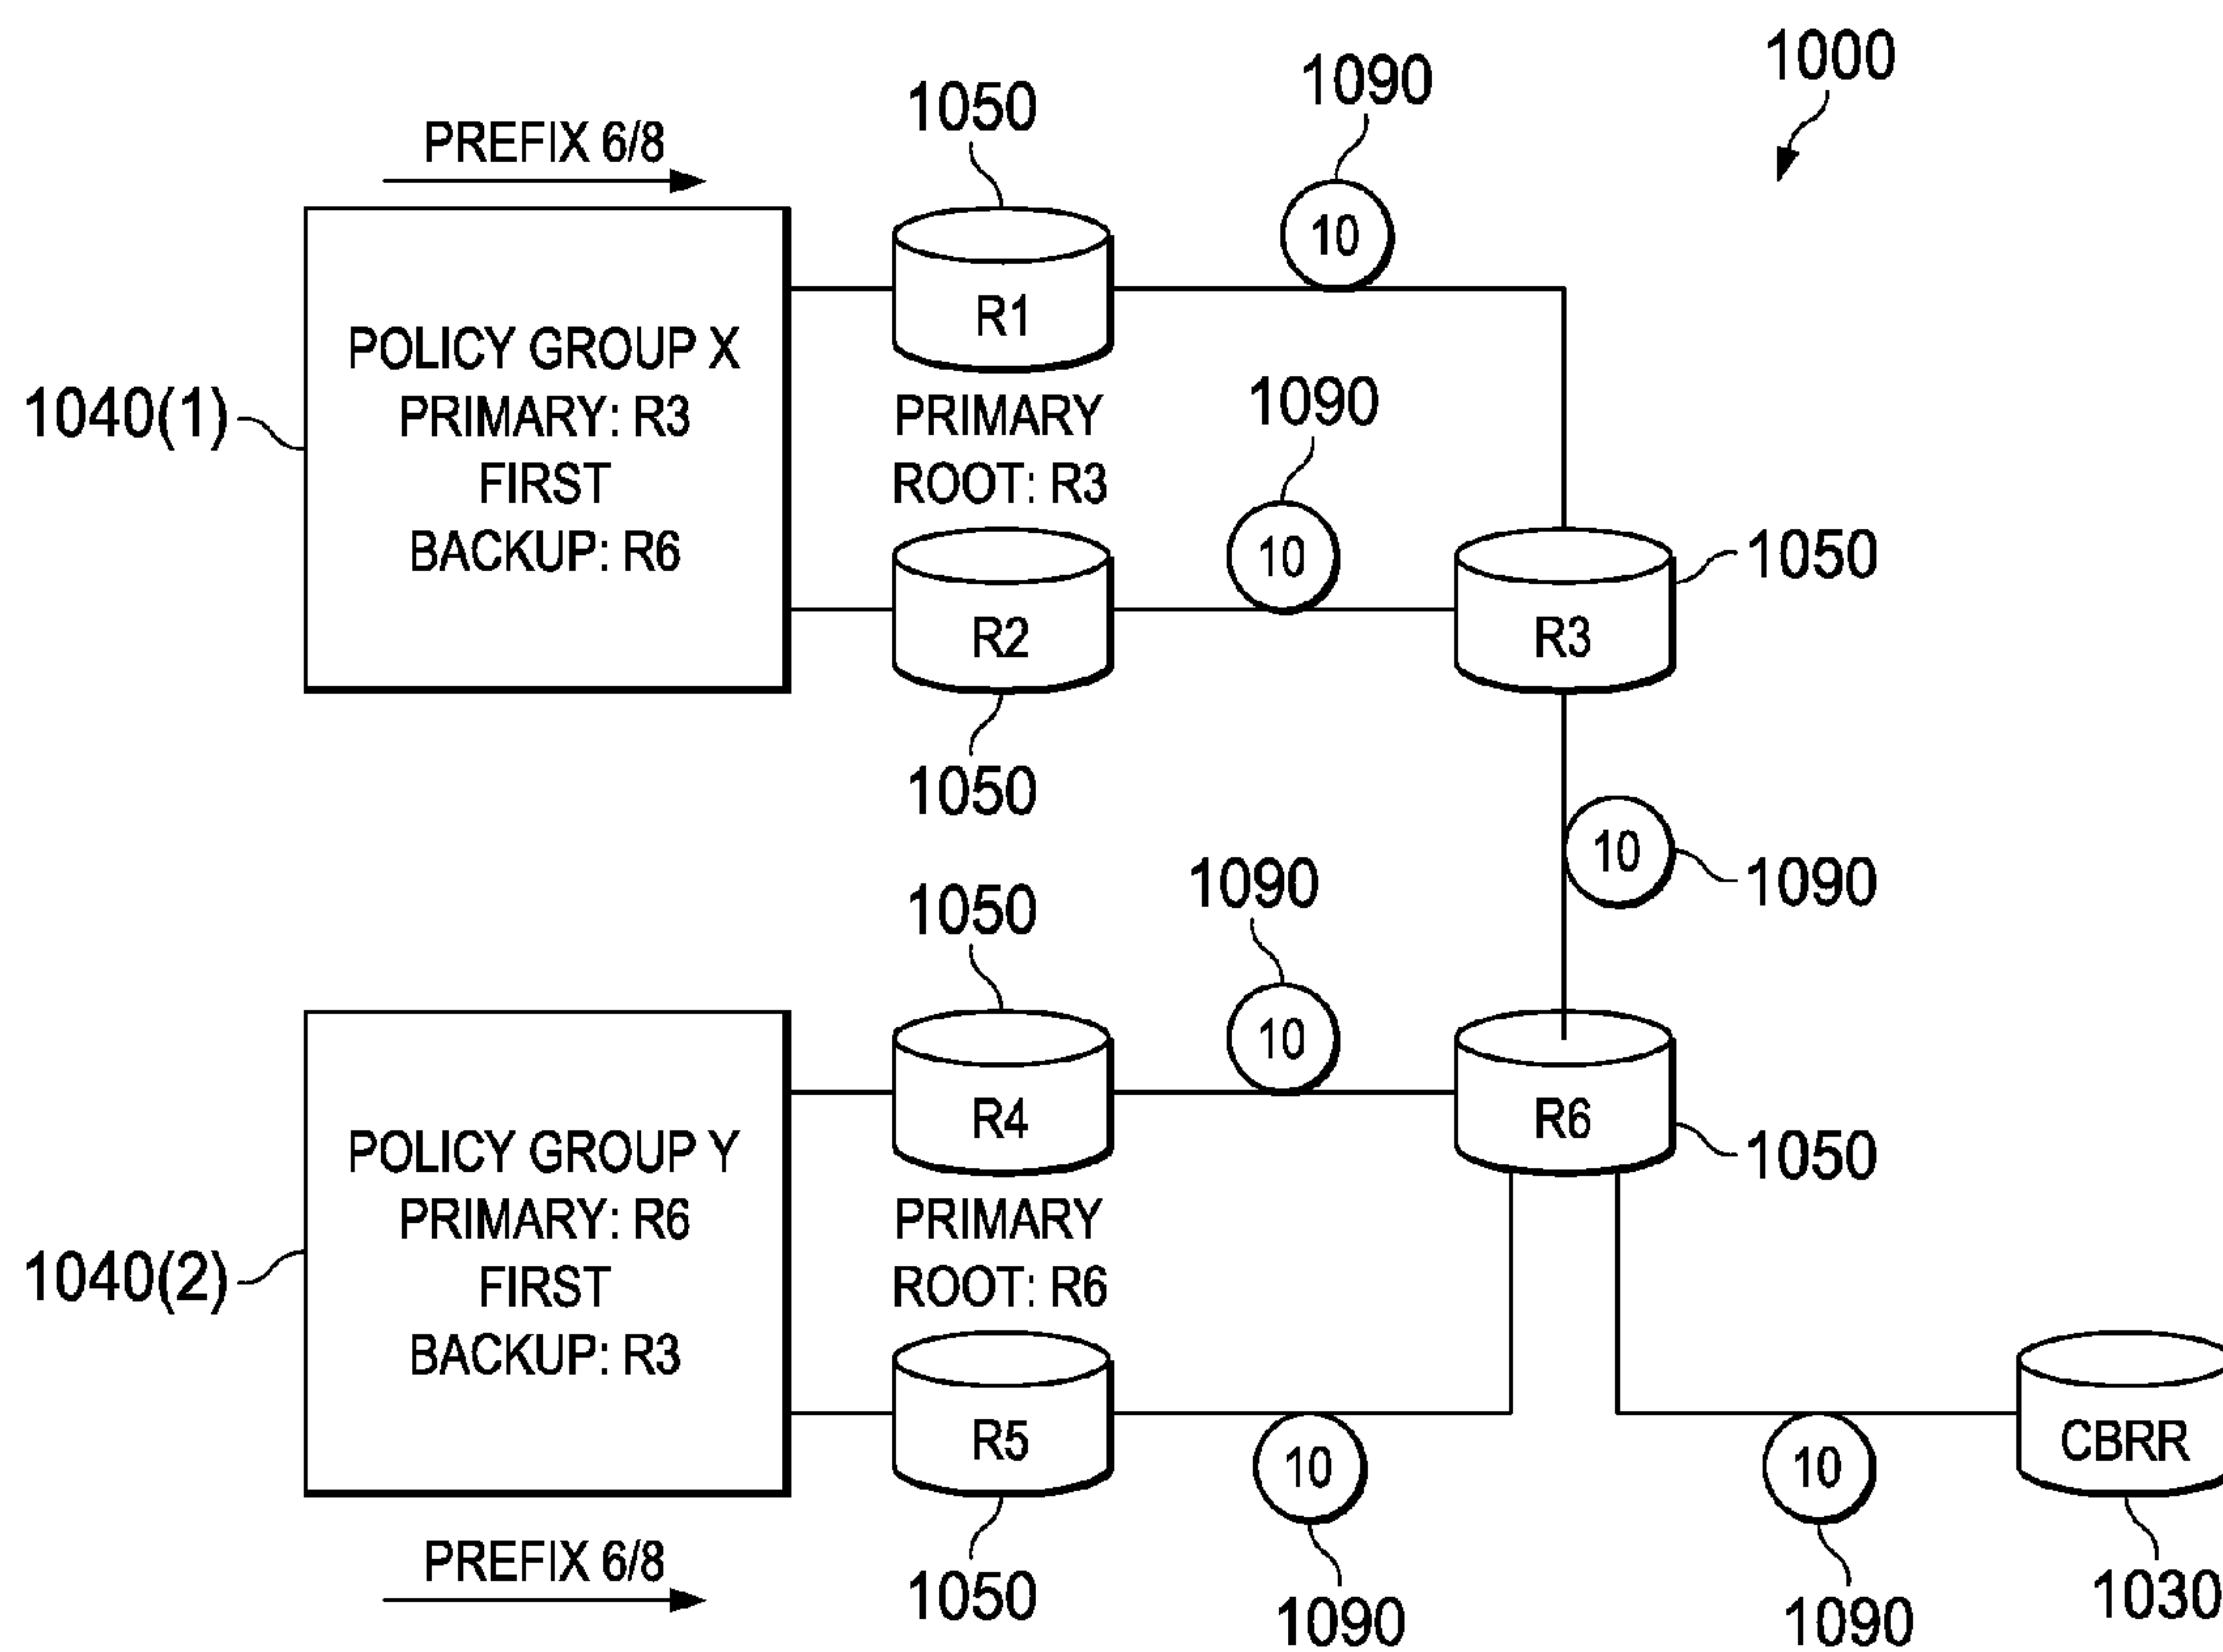 1000
1090
1050
PREFIX 6/8
10
R1
POLICY GROUP X
PRIMARY: R3
FIRST
BACKUP: R6
1040(1)
PRIMARY
ROOT: R3
1090
10
1050
R2
R3
1050
10
1090
1090
1050
10
R4
R6
1050
POLICY GROUP Y
PRIMARY: R6
FIRST
BACKUP: R3
1040(2)
PRIMARY
ROOT: R6
R5
10
10
CBRR
PREFIX 6/8
1050
1090
1090
1030